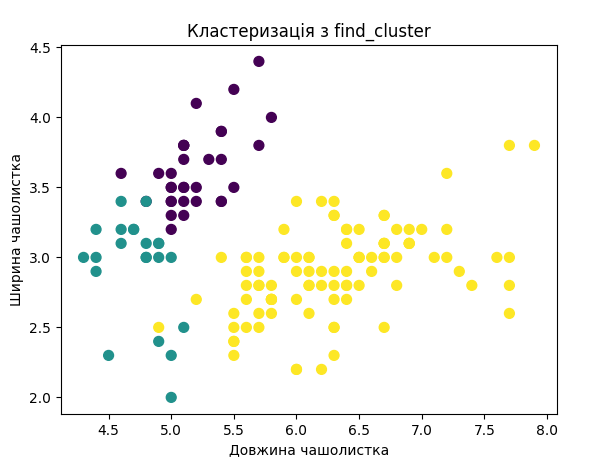 Кластеризація з find_cluster
4.5
4.0
3.5
3.0
2.5
2.0
Ширина чашолистка
4.5 5.0 5.5 6.0 6.5 7.0 7.5 8.0
Довжина чашолистка